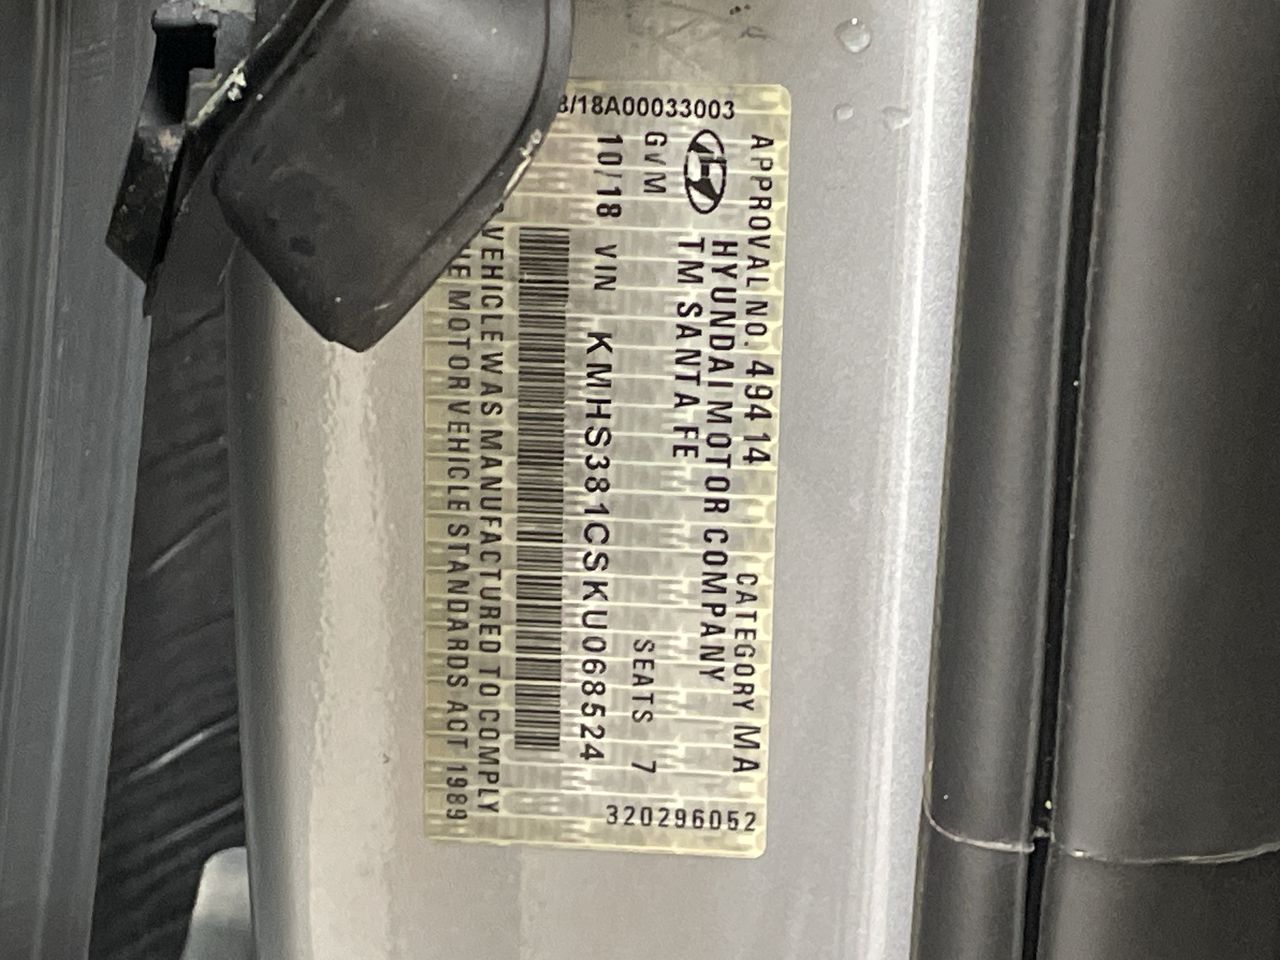 APPROVAL NO. 49414 CATEGORY MA
HYUNDAI MOTOR COMPANY
TM SANTA FE
GVM SEATS 7
10/18 VIN KMHS381CSKU068524
VEHICLE WAS MANUFACTURED TO COMPLY
MOTOR VEHICLE STANDARDS ACT 1989
/18A00033003
320296052